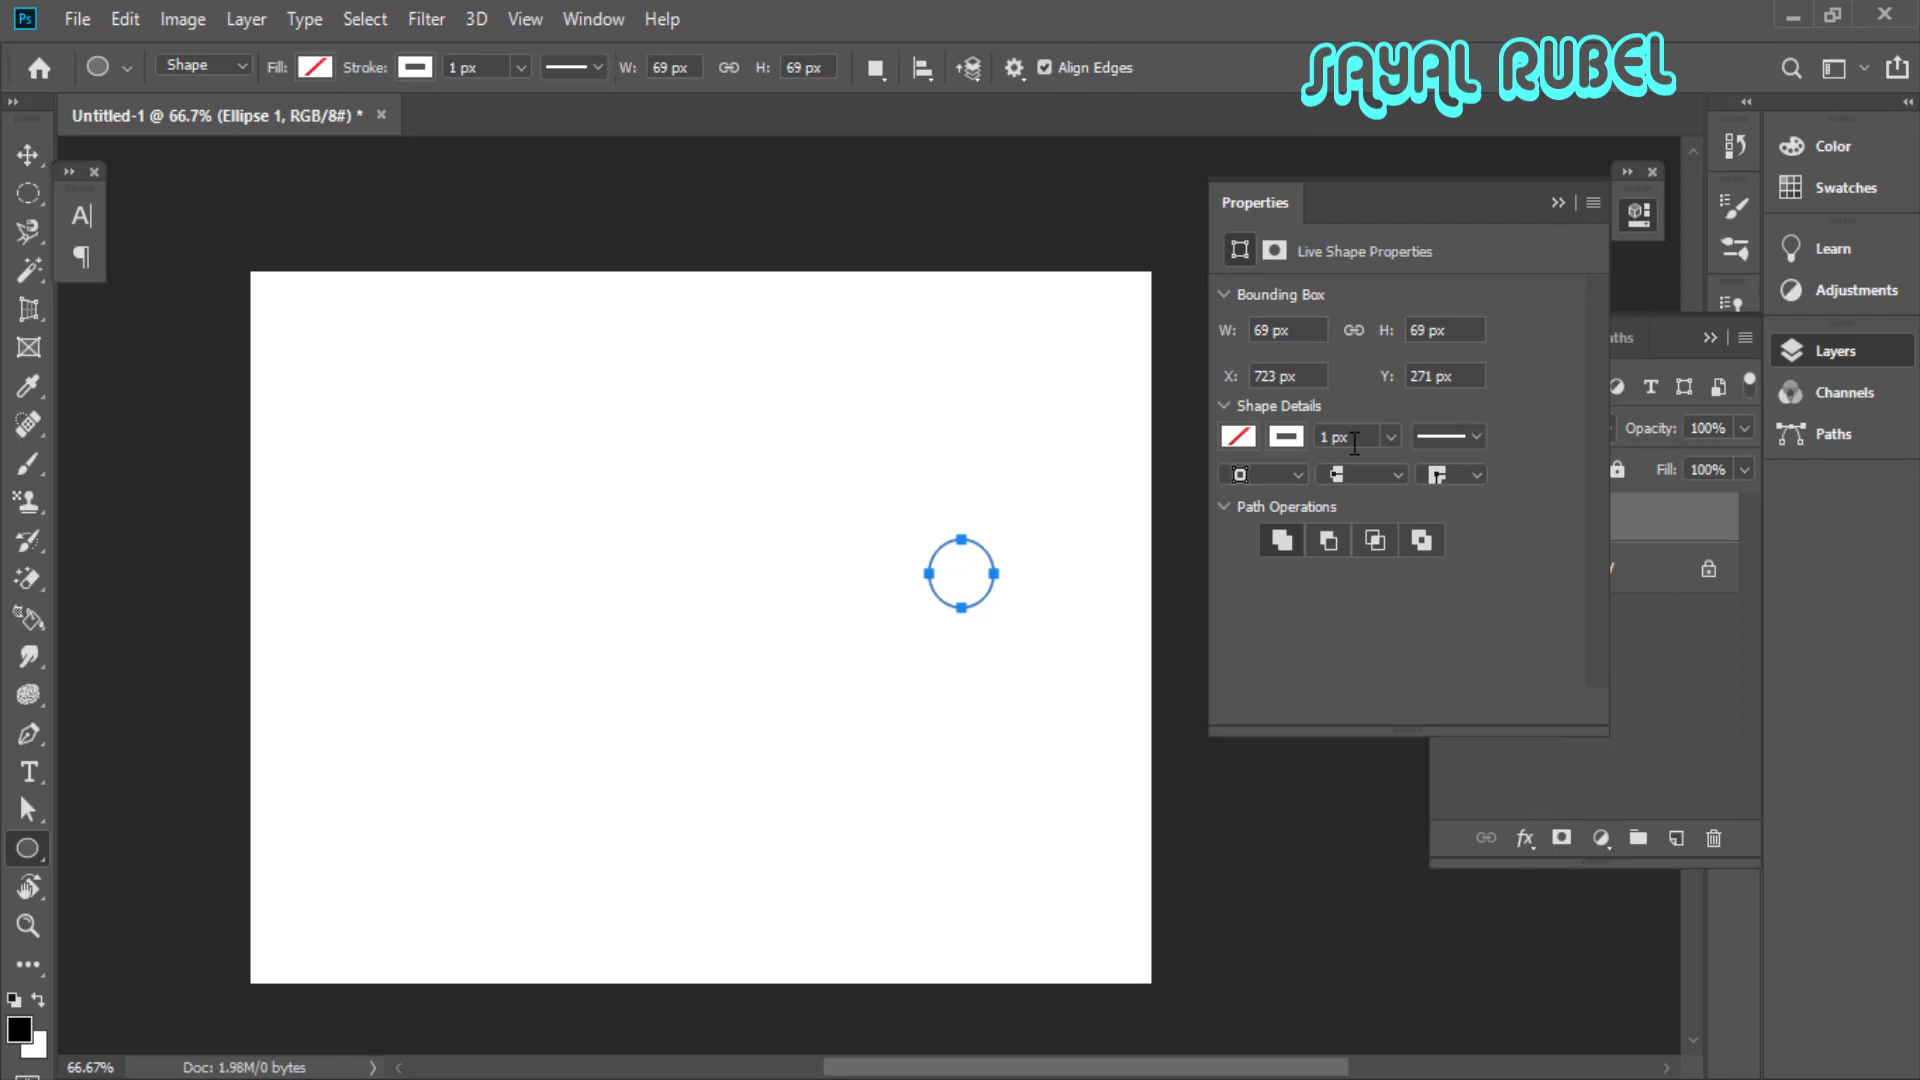 Ps File Edit Image Layer Type Select Filter 3D View Window Help
SAYAL RUBEL
Shape Fill: Stroke: 1 px W: 69 px H: 69 px Align Edges
Untitled-1 @ 66.7% (Ellipse 1, RGB/8#) *
Color
Swatches
Learn
Adjustments
Layers
Channels
Paths
Properties
Live Shape Properties
Bounding Box
W: 69 px H: 69 px
X: 723 px Y: 271 px
Shape Details
1 px
Path Operations
Opacity: 100%
Fill: 100%
fx
66.67% Doc: 1.98M/0 bytes